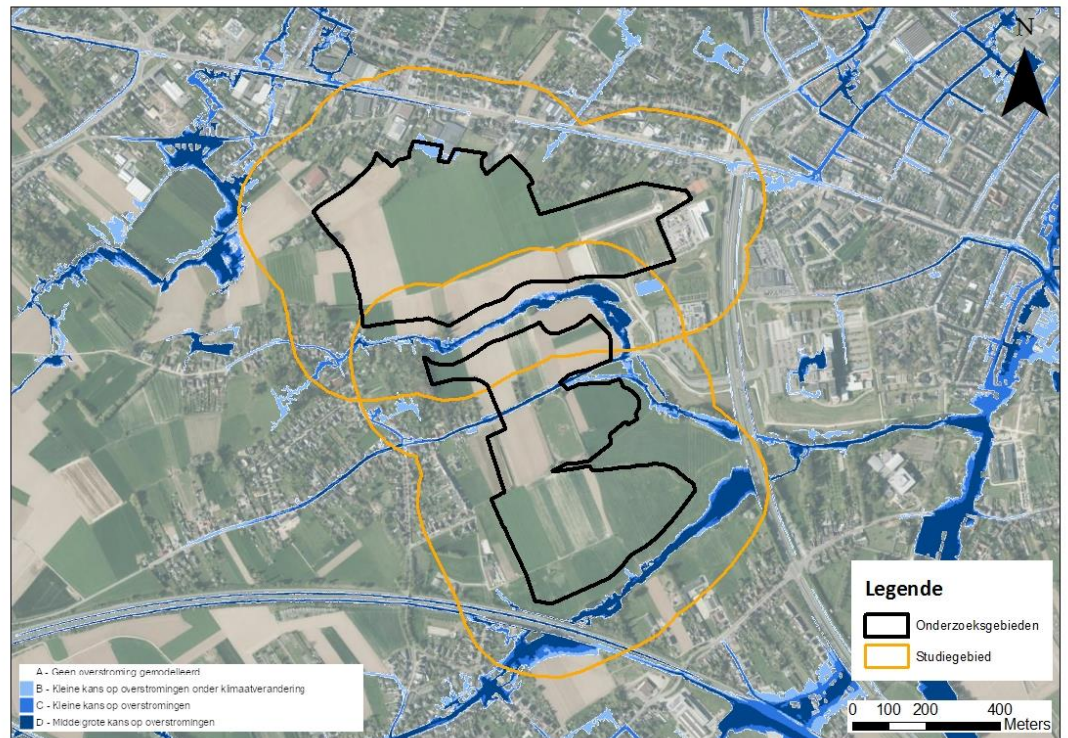 N
Legende
Onderzoeksgebieden
Studiegebied
0 100 200 400
Meters
A - Geen overstroming gemodelleerd
B - Kleine kans op overstromingen onder klimaatverandering
C - Kleine kans op overstromingen
D - Middelgrote kans op overstromingen